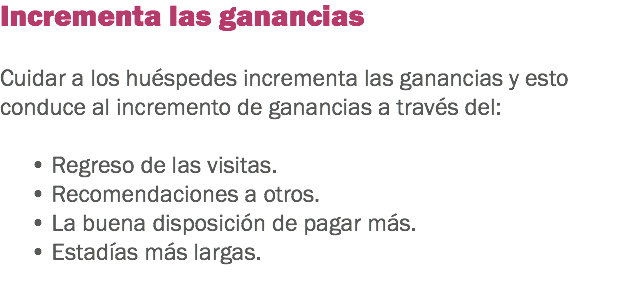 Incrementa las ganancias
Cuidar a los huéspedes incrementa las ganancias y esto
conduce al incremento de ganancias a través del:
• Regreso de las visitas.
• Recomendaciones a otros.
• La buena disposición de pagar más.
• Estadías más largas.